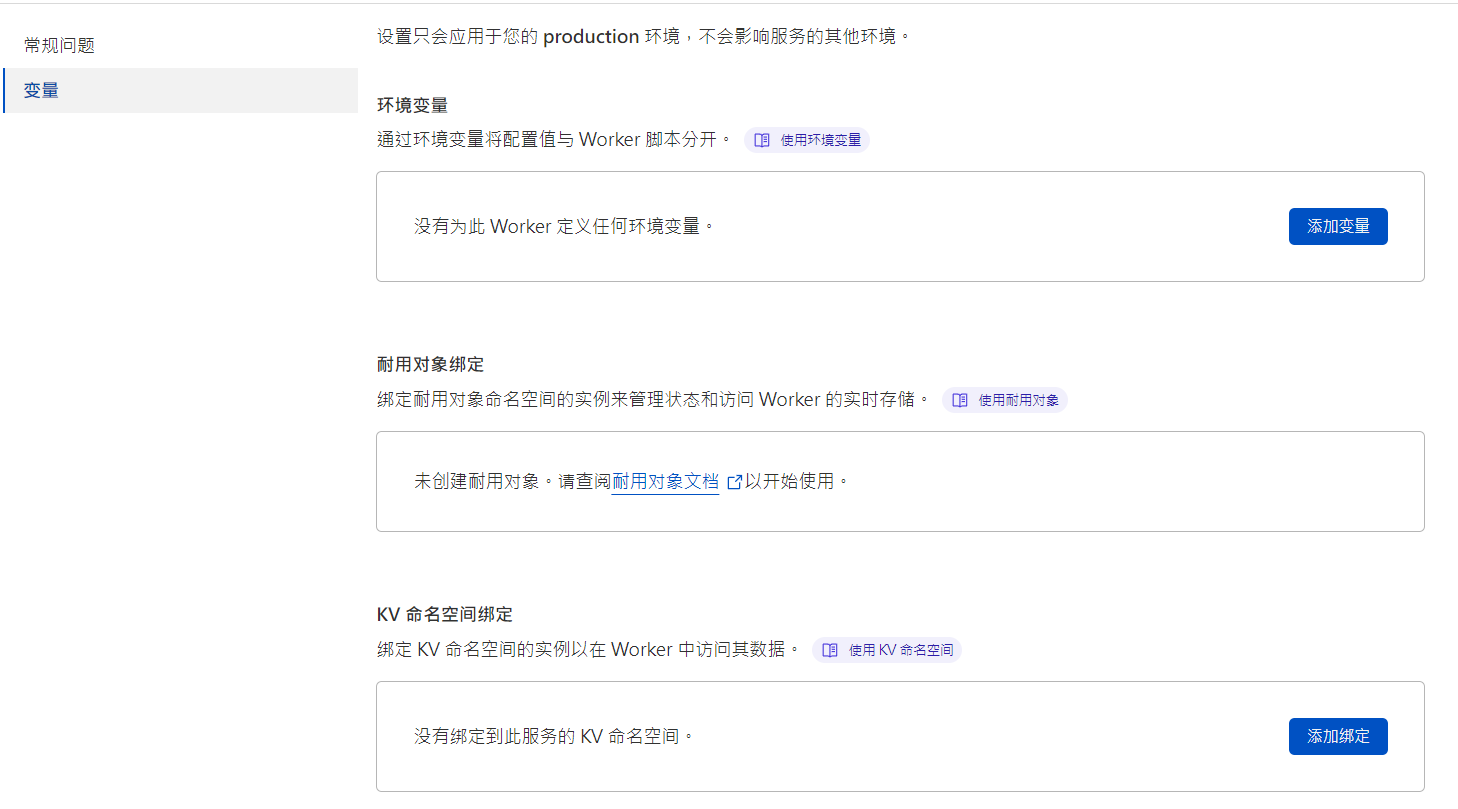 常规问题
变量
设置只会应用于您的 production 环境，不会影响服务的其他环境。
环境变量
通过环境变量将配置值与 Worker 脚本分开。 使用环境变量
没有为此 Worker 定义任何环境变量。 添加变量
耐用对象绑定
绑定耐用对象命名空间的实例来管理状态和访问 Worker 的实时存储。 使用耐用对象
未创建耐用对象。请查阅耐用对象文档 以开始使用。
KV 命名空间绑定
绑定 KV 命名空间的实例以在 Worker 中访问其数据。 使用 KV 命名空间
没有绑定到此服务的 KV 命名空间。 添加绑定